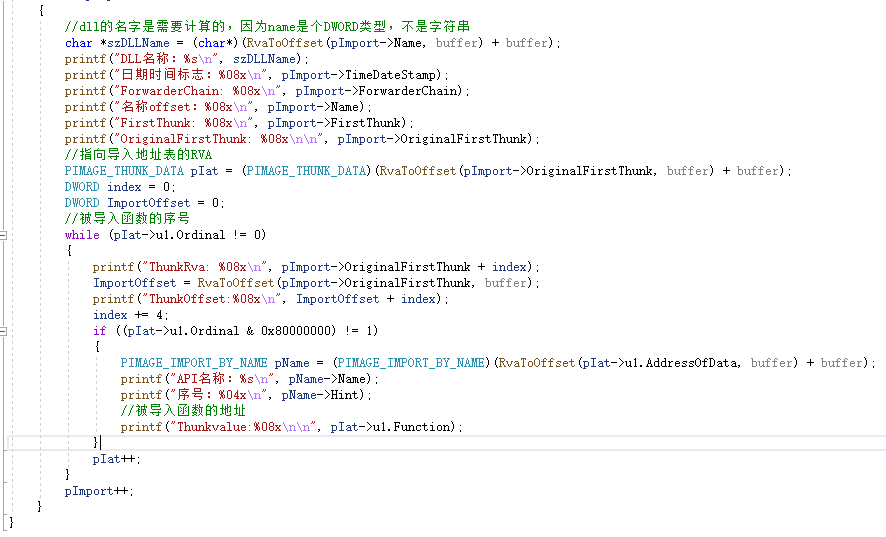 {
//dll的名字是需要计算的，因为name是个DWORD类型，不是字符串
char *szDLLName = (char*)(RvaToOffset(pImport->Name, buffer) + buffer);
printf("DLL名称：%s\n", szDLLName);
printf("日期时间标志：%08x\n", pImport->TimeDateStamp);
printf("ForwarderChain: %08x\n", pImport->ForwarderChain);
printf("名称offset：%08x\n", pImport->Name);
printf("FirstThunk: %08x\n", pImport->FirstThunk);
printf("OriginalFirstThunk: %08x\n\n", pImport->OriginalFirstThunk);
//指向导入地址表的RVA
PIMAGE_THUNK_DATA pIat = (PIMAGE_THUNK_DATA)(RvaToOffset(pImport->OriginalFirstThunk, buffer) + buffer);
DWORD index = 0;
DWORD ImportOffset = 0;
//被导入函数的序号
while (pIat->u1.Ordinal != 0)
{
printf("ThunkRva: %08x\n", pImport->OriginalFirstThunk + index);
ImportOffset = RvaToOffset(pImport->OriginalFirstThunk, buffer);
printf("ThunkOffset:%08x\n", ImportOffset + index);
index += 4;
if ((pIat->u1.Ordinal & 0x80000000) != 1)
{
PIMAGE_IMPORT_BY_NAME pName = (PIMAGE_IMPORT_BY_NAME)(RvaToOffset(pIat->u1.AddressOfData, buffer) + buffer);
printf("API名称：%s\n", pName->Name);
printf("序号：%04x\n", pName->Hint);
//被导入函数的地址
printf("Thunkvalue:%08x\n\n", pIat->u1.Function);
}
pIat++;
}
pImport++;
}
}